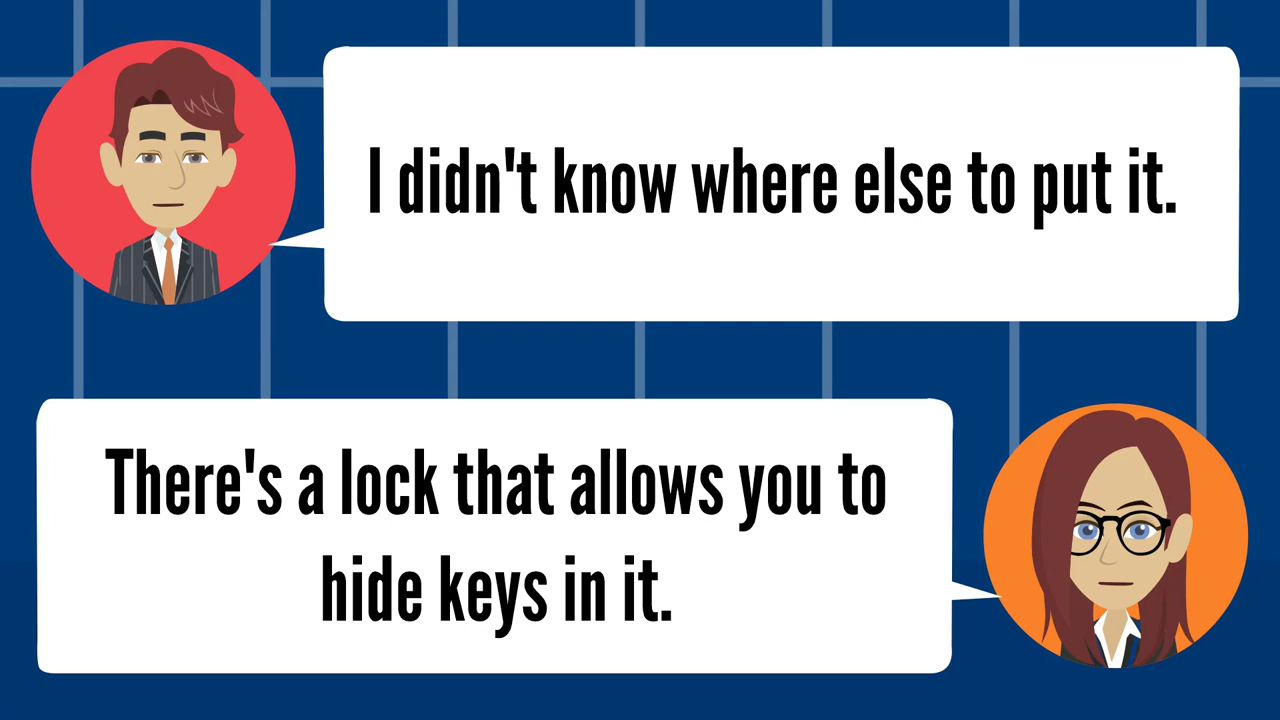 I didn't know where else to put it.
There's a lock that allows you to
hide keys in it.